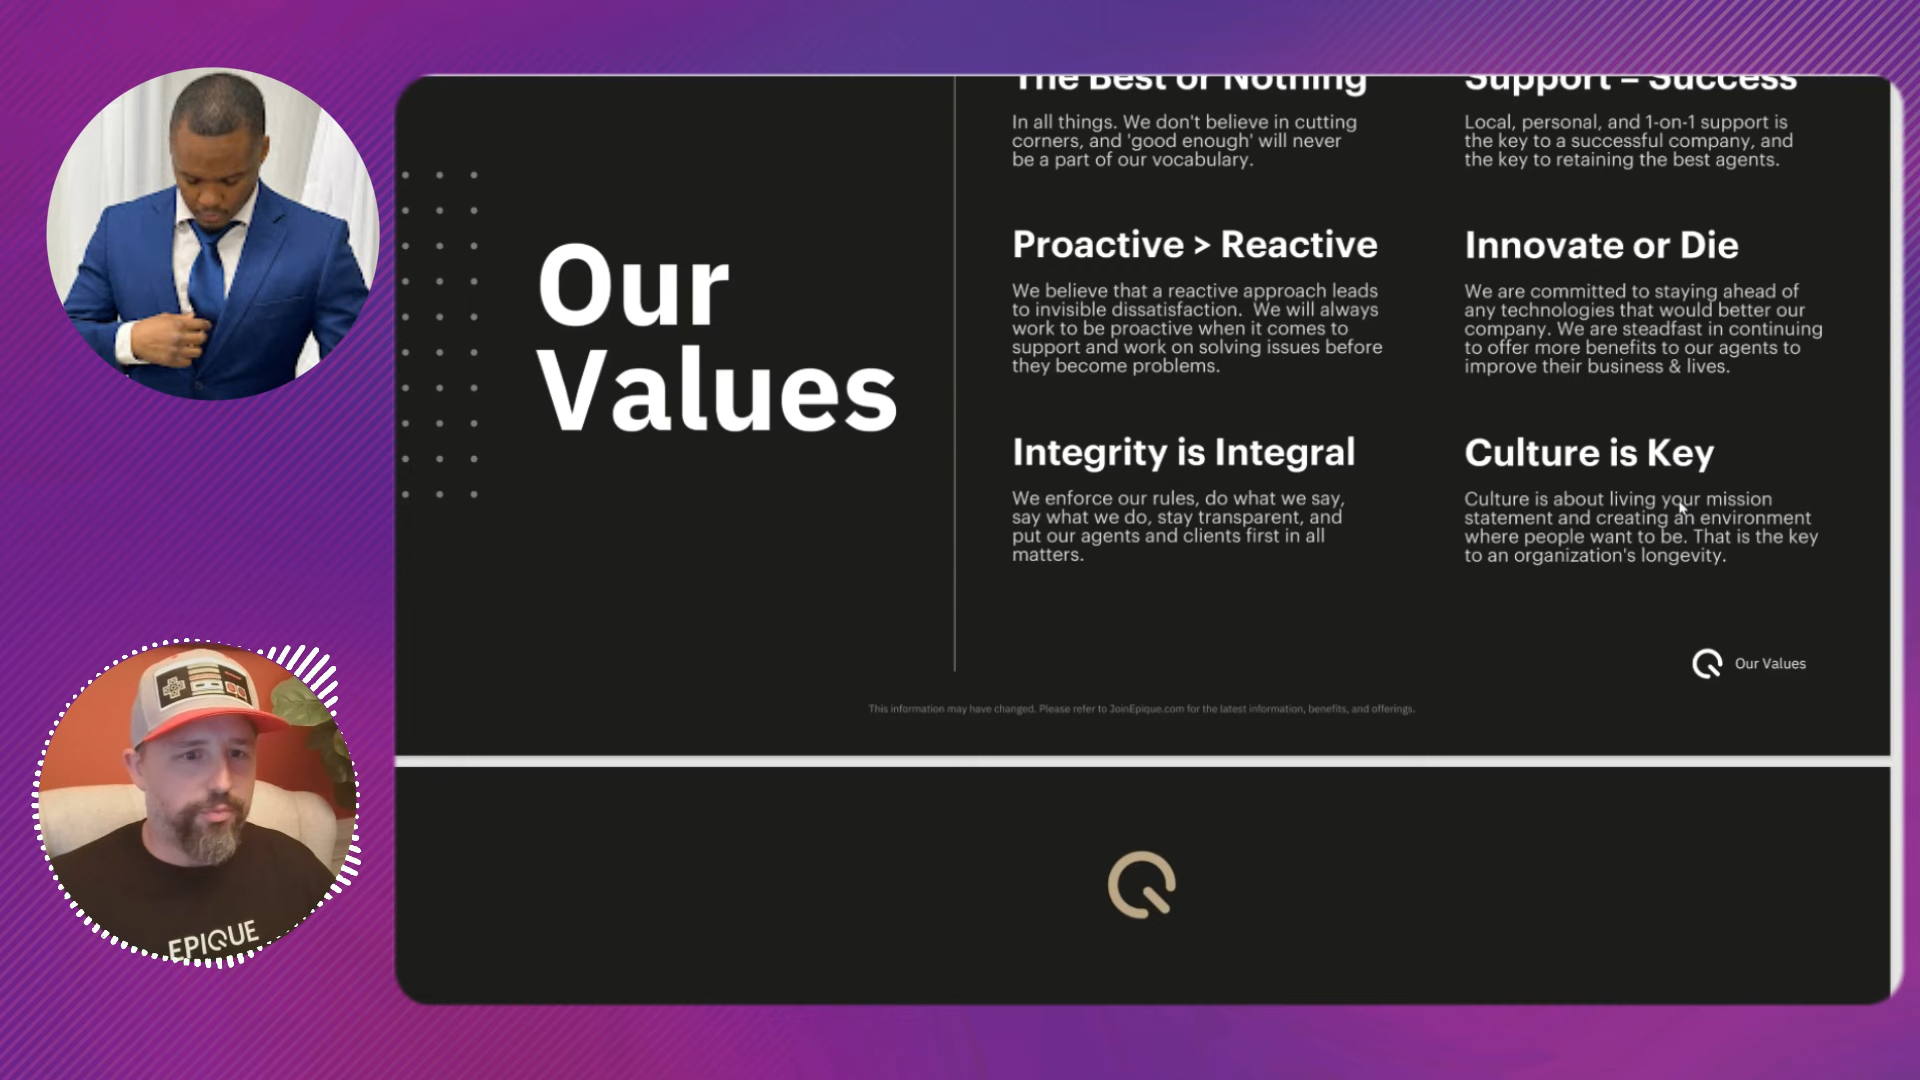 Our
Values
The Best or Nothing
In all things. We don't believe in cutting
corners, and 'good enough' will never
be a part of our vocabulary.
Support = Success
Local, personal, and 1-on-1 support is
the key to a successful company, and
the key to retaining the best agents.
Proactive > Reactive
We believe that a reactive approach leads
to invisible dissatisfaction.  We will always
work to be proactive when it comes to
support and work on solving issues before
they become problems.
Innovate or Die
We are committed to staying ahead of
any technologies that would better our
company. We are steadfast in continuing
to offer more benefits to our agents to
improve their business & lives.
Integrity is Integral
We enforce our rules, do what we say,
say what we do, stay transparent, and
put our agents and clients first in all
matters.
Culture is Key
Culture is about living your mission
statement and creating an environment
where people want to be. That is the key
to an organization's longevity.
Our Values
This information may have changed. Please refer to JoinEpique.com for the latest information, benefits, and offerings.
EPIQUE